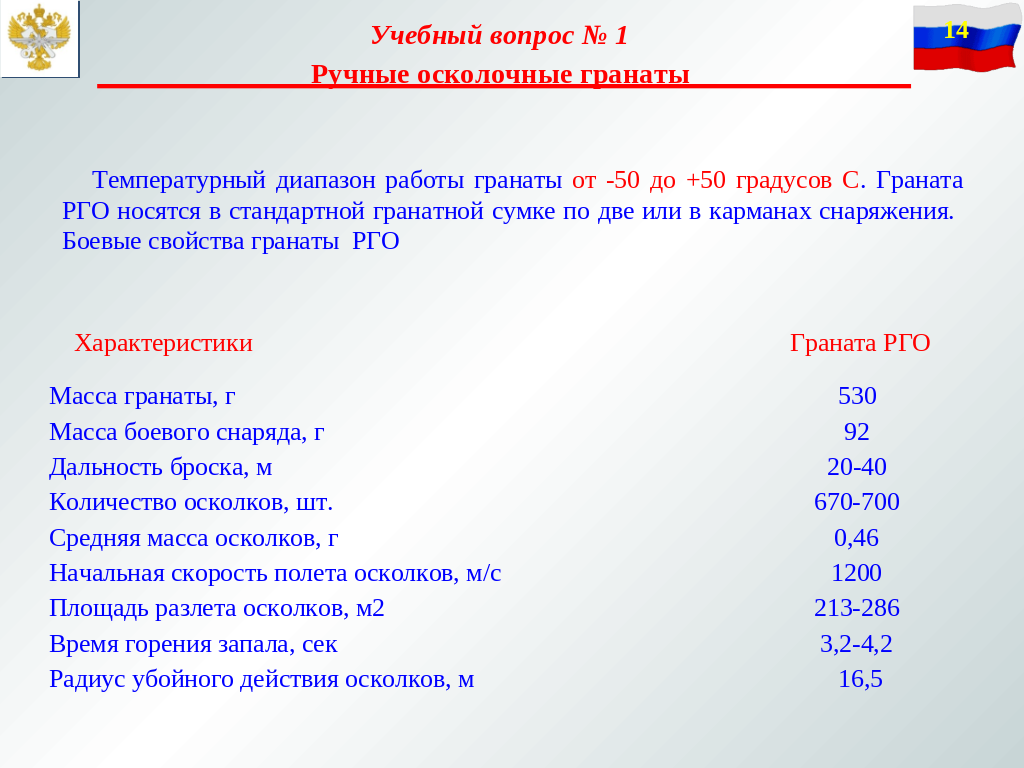 Учебный вопрос № 1
14
Ручные осколочные гранаты
Температурный диапазон работы гранаты от -50 до +50 градусов С. Граната
РГО носятся в стандартной гранатной сумке по две или в карманах снаряжения.
Боевые свойства гранаты РГО
Характеристики Граната РГО
Масса гранаты, г 530
Масса боевого снаряда, г 92
Дальность броска, м 20-40
Количество осколков, шт. 670-700
Средняя масса осколков, г 0,46
Начальная скорость полета осколков, м/с 1200
Площадь разлета осколков, м2 213-286
Время горения запала, сек 3,2-4,2
Радиус убойного действия осколков, м 16,5